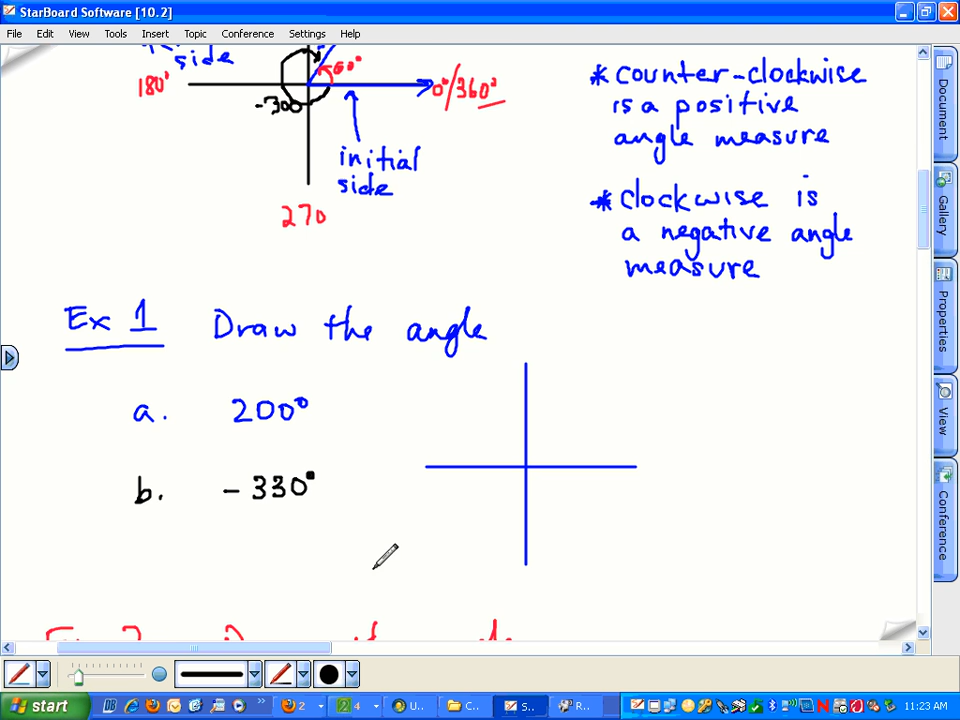 StarBoard Software [10.2]
File Edit View Tools Insert Topic Conference Settings Help
side
60°
180°
0°/360°
-300
initial
side
270
* counter-clockwise
is a positive
angle measure
* clockwise is
a negative angle
measure
Ex 1 Draw the angle
a. 200°
b. -330°
Document
Gallery
Properties
View
Conference
start
2
4
U...
C...
S...
R...
11:23 AM